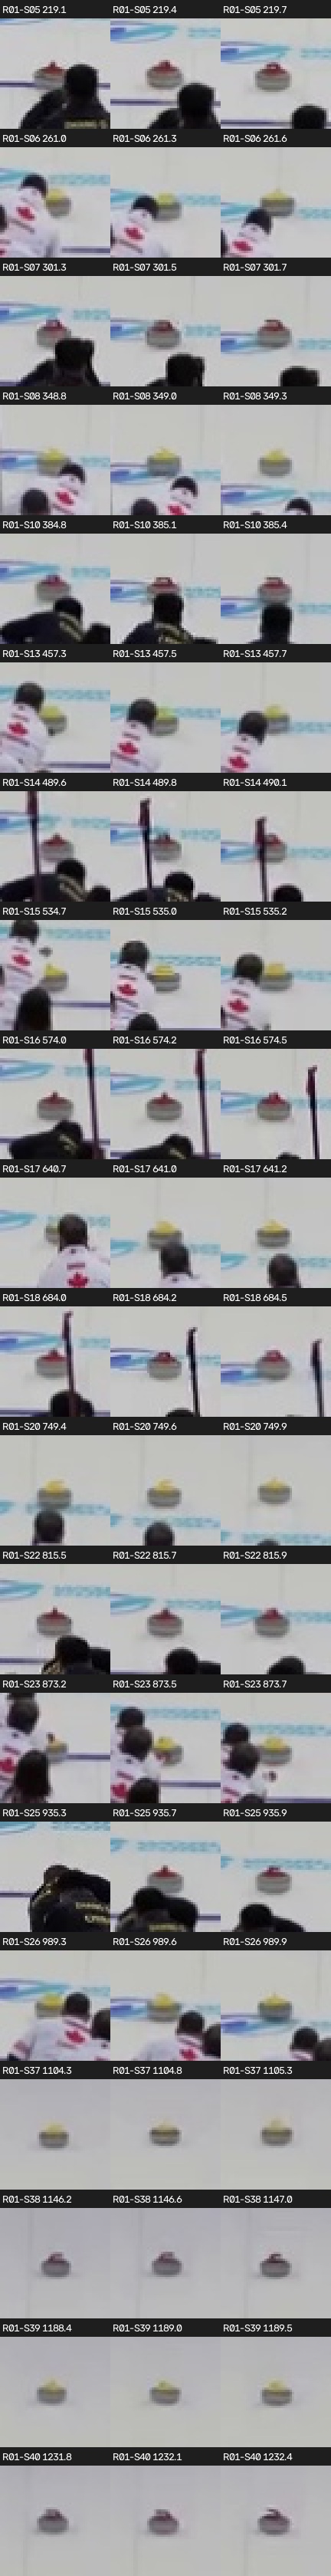 R01-S05 219.1 R01-S05 219.4 R01-S05 219.7
R01-S06 261.0 R01-S06 261.3 R01-S06 261.6
R01-S07 301.3 R01-S07 301.5 R01-S07 301.7
R01-S08 348.8 R01-S08 349.0 R01-S08 349.3
R01-S10 384.8 R01-S10 385.1 R01-S10 385.4
R01-S13 457.3 R01-S13 457.5 R01-S13 457.7
R01-S14 489.6 R01-S14 489.8 R01-S14 490.1
R01-S15 534.7 R01-S15 535.0 R01-S15 535.2
R01-S16 574.0 R01-S16 574.2 R01-S16 574.5
R01-S17 640.7 R01-S17 641.0 R01-S17 641.2
R01-S18 684.0 R01-S18 684.2 R01-S18 684.5
R01-S20 749.4 R01-S20 749.6 R01-S20 749.9
R01-S22 815.5 R01-S22 815.7 R01-S22 815.9
R01-S23 873.2 R01-S23 873.5 R01-S23 873.7
R01-S25 935.3 R01-S25 935.7 R01-S25 935.9
R01-S26 989.3 R01-S26 989.6 R01-S26 989.9
R01-S37 1104.3 R01-S37 1104.8 R01-S37 1105.3
R01-S38 1146.2 R01-S38 1146.6 R01-S38 1147.0
R01-S39 1188.4 R01-S39 1189.0 R01-S39 1189.5
R01-S40 1231.8 R01-S40 1232.1 R01-S40 1232.4